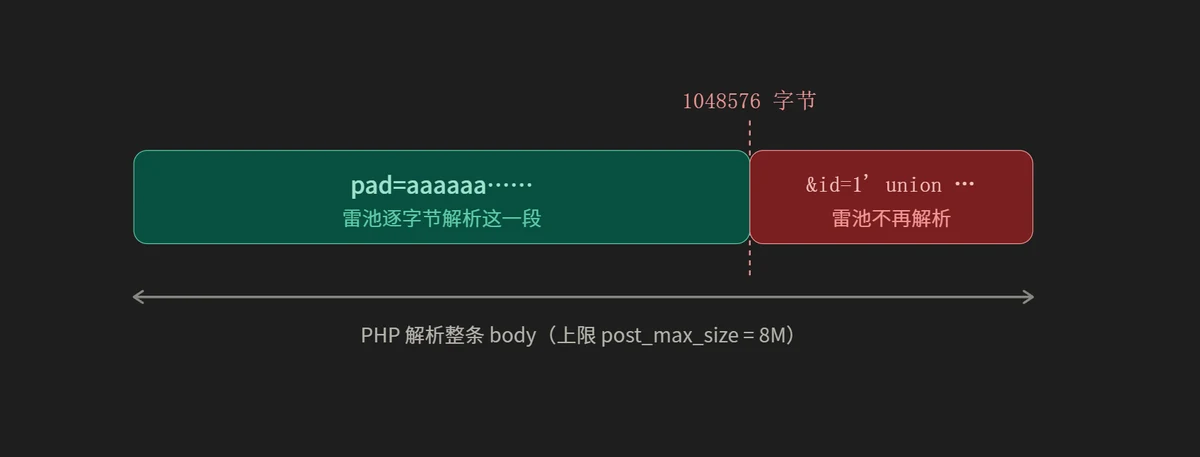 1048576 字节
pad=aaaaaa……
雷池逐字节解析这一段
&id=1' union …
雷池不再解析
PHP 解析整条 body（上限 post_max_size = 8M）